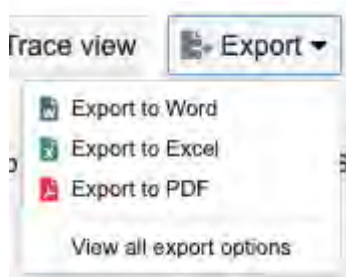 Trace view
Export
Export to Word
Export to Excel
Export to PDF
View all export options